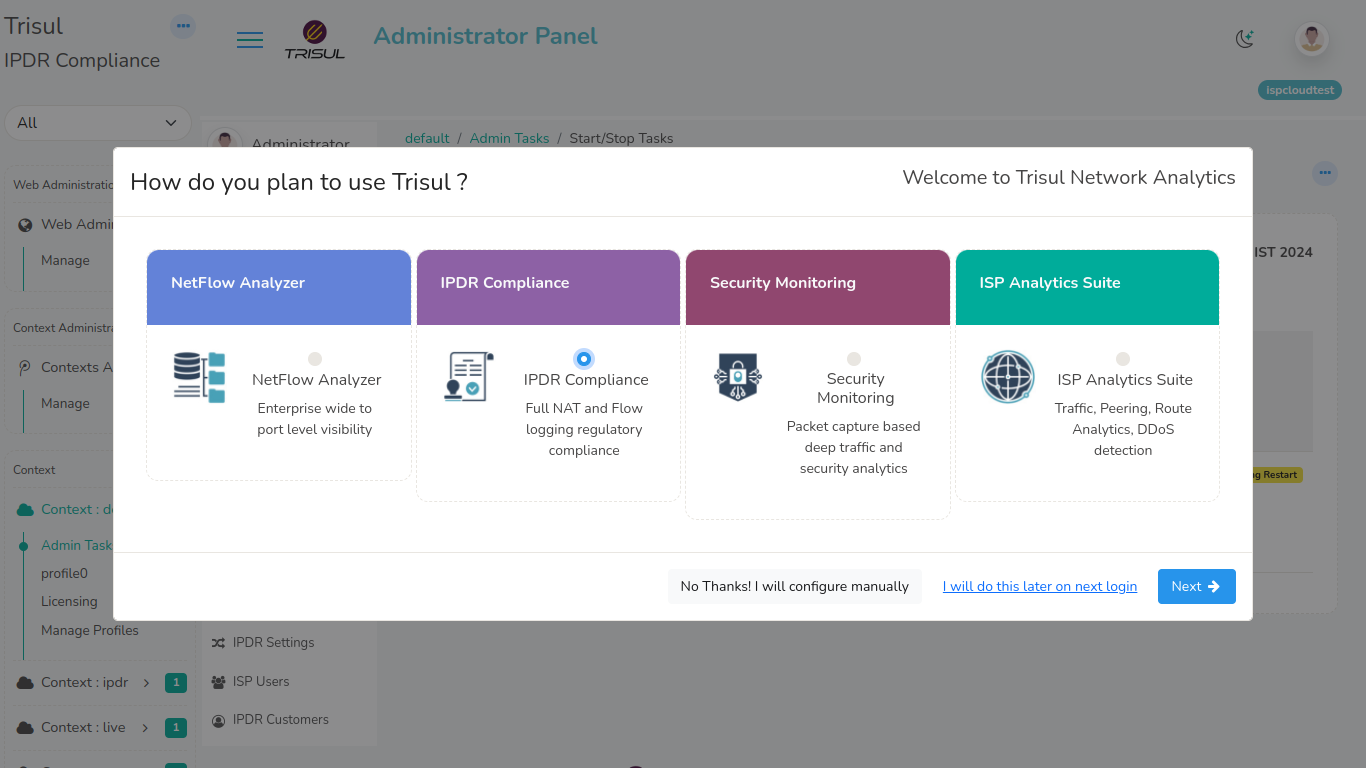 Trisul
IPDR Compliance
TRISUL
Administrator Panel
ispcloudtest
All
Administrator
default / Admin Tasks / Start/Stop Tasks
Web Administratio
Web Admin
Manage
Context Administra
Contexts A
Manage
Context
Context : de
Admin Task
profile0
Licensing
Manage Profiles
Context : ipdr
1
Context : live
1
IPDR Settings
ISP Users
IPDR Customers
IST 2024
g Restart
How do you plan to use Trisul ?
Welcome to Trisul Network Analytics
NetFlow Analyzer
NetFlow Analyzer
Enterprise wide to
port level visibility
IPDR Compliance
IPDR Compliance
Full NAT and Flow
logging regulatory
compliance
Security Monitoring
Security
Monitoring
Packet capture based
deep traffic and
security analytics
ISP Analytics Suite
ISP Analytics Suite
Traffic, Peering, Route
Analytics, DDoS
detection
No Thanks! I will configure manually
I will do this later on next login
Next